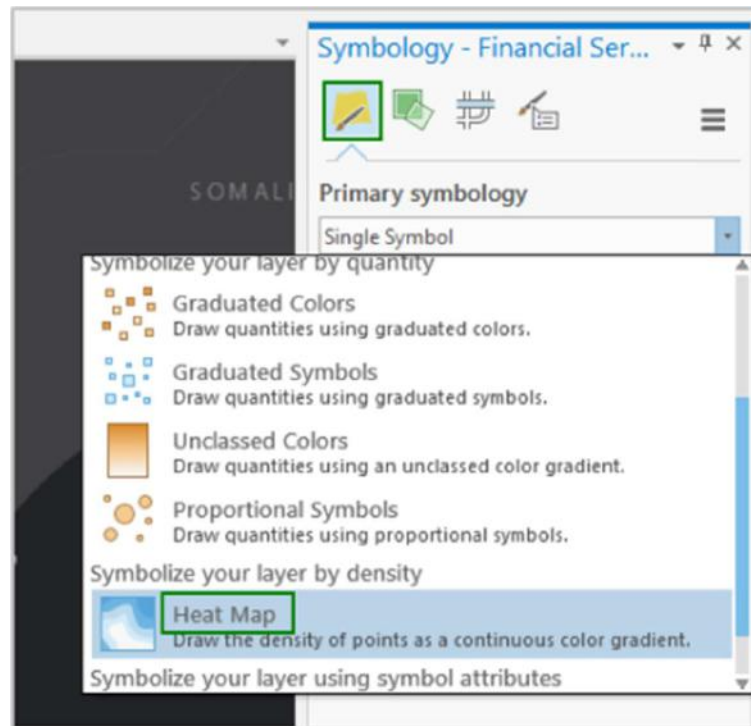 Symbology - Financial Ser...
SOMALI
Primary symbology
Single Symbol
Symbolize your layer by quantity
Graduated Colors
Draw quantities using graduated colors.
Graduated Symbols
Draw quantities using graduated symbols.
Unclassed Colors
Draw quantities using an unclassed color gradient.
Proportional Symbols
Draw quantities using proportional symbols.
Symbolize your layer by density
Heat Map
Draw the density of points as a continuous color gradient.
Symbolize your layer using symbol attributes